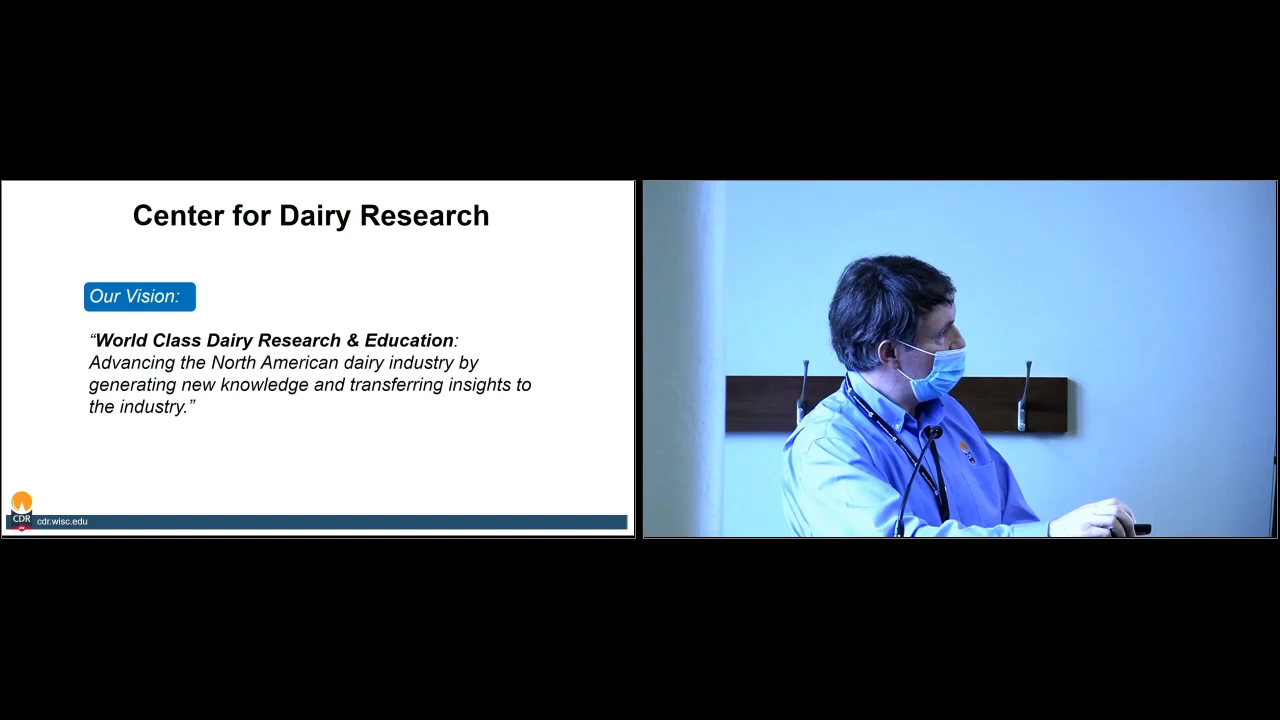 Center for Dairy Research
Our Vision:
“World Class Dairy Research & Education:
Advancing the North American dairy industry by
generating new knowledge and transferring insights to
the industry.”
CDR
cdr.wisc.edu